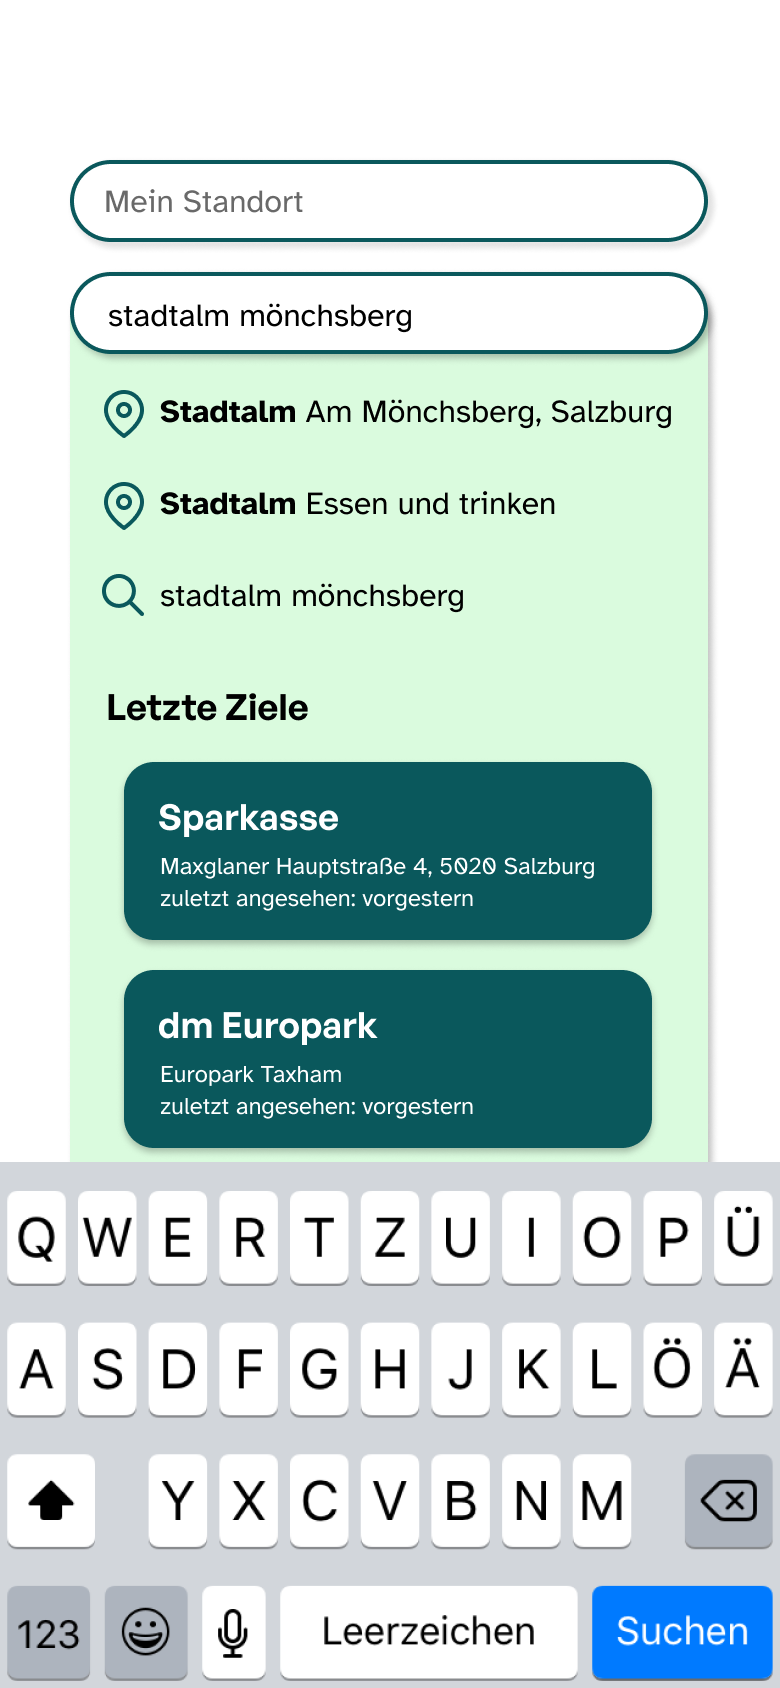 Mein Standort
stadtalm mönchsberg
Stadtalm Am Mönchsberg, Salzburg
Stadtalm Essen und trinken
stadtalm mönchsberg
Letzte Ziele
Sparkasse
Maxglaner Hauptstraße 4, 5020 Salzburg
zuletzt angesehen: vorgestern
dm Europark
Europark Taxham
zuletzt angesehen: vorgestern
Q W E R T Z U I O P Ü
A S D F G H J K L Ö Ä
Y X C V B N M
123 Leerzeichen Suchen